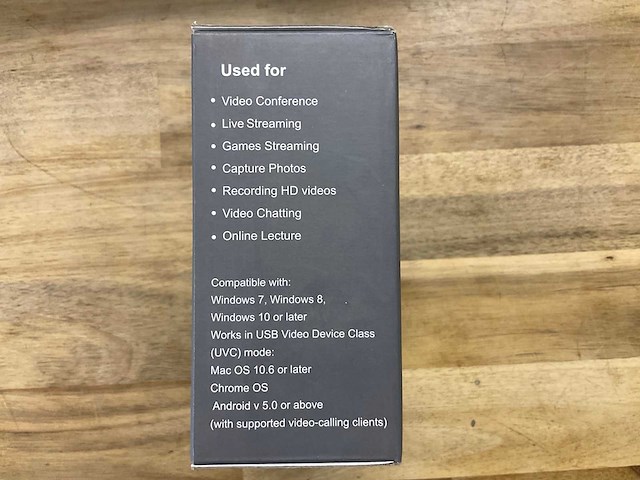 Used for
• Video Conference
• Live Streaming
• Games Streaming
• Capture Photos
• Recording HD videos
• Video Chatting
• Online Lecture
Compatible with:
Windows 7, Windows 8,
Windows 10 or later
Works in USB Video Device Class
(UVC) mode:
Mac OS 10.6 or later
Chrome OS
Android v 5.0 or above
(with supported video-calling clients)